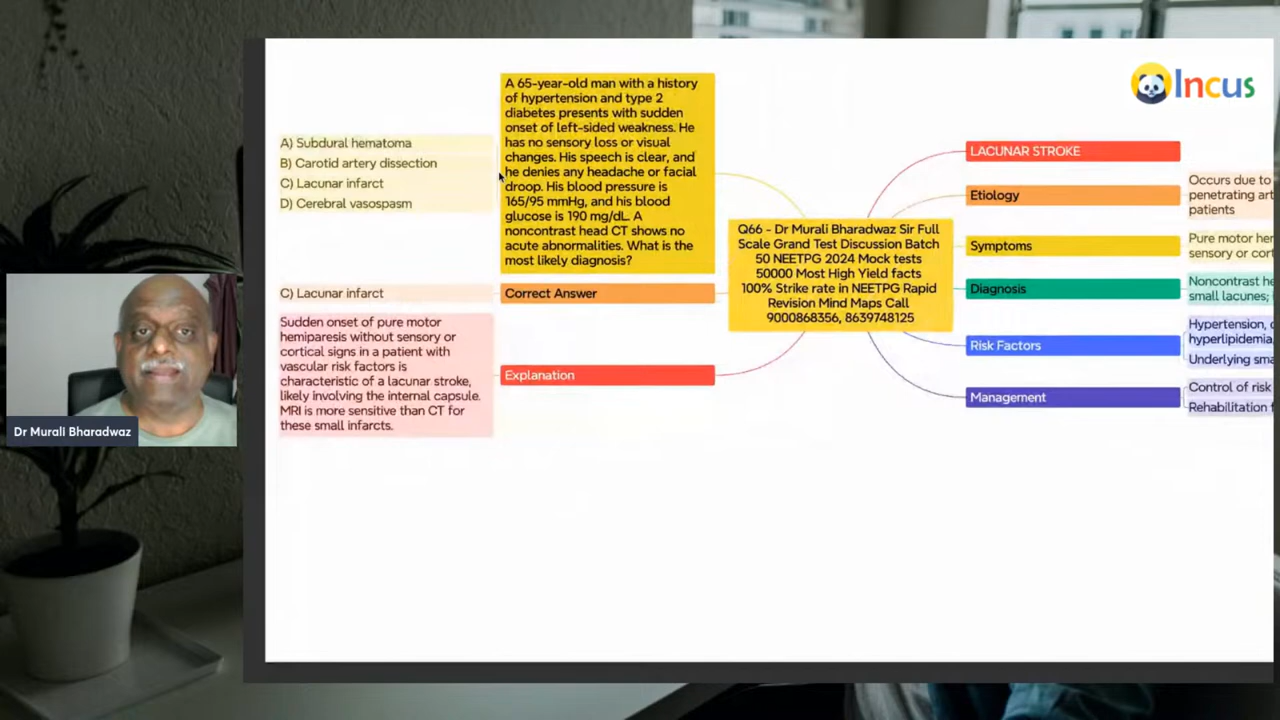 Incus
A 65-year-old man with a history
of hypertension and type 2
diabetes presents with sudden
onset of left-sided weakness. He
has no sensory loss or visual
changes. His speech is clear, and
he denies any headache or facial
droop. His blood pressure is
165/95 mmHg, and his blood
glucose is 190 mg/dL. A
noncontrast head CT shows no
acute abnormalities. What is the
most likely diagnosis?
A) Subdural hematoma
B) Carotid artery dissection
C) Lacunar infarct
D) Cerebral vasospasm
Correct Answer
C) Lacunar infarct
Explanation
Sudden onset of pure motor
hemiparesis without sensory or
cortical signs in a patient with
vascular risk factors is
characteristic of a lacunar stroke,
likely involving the internal capsule.
MRI is more sensitive than CT for
these small infarcts.
Q66 - Dr Murali Bharadwaz Sir Full
Scale Grand Test Discussion Batch
50 NEETPG 2024 Mock tests
50000 Most High Yield facts
100% Strike rate in NEETPG Rapid
Revision Mind Maps Call
9000868356, 8639748125
LACUNAR STROKE
Etiology
Occurs due to
penetrating
patients
Symptoms
Pure motor
sensory or
Diagnosis
Noncontrast
small lacunes;
Risk Factors
Hypertension,
hyperlipidemia
Underlying
Management
Control of risk
Rehabilitation
Dr Murali Bharadwaz